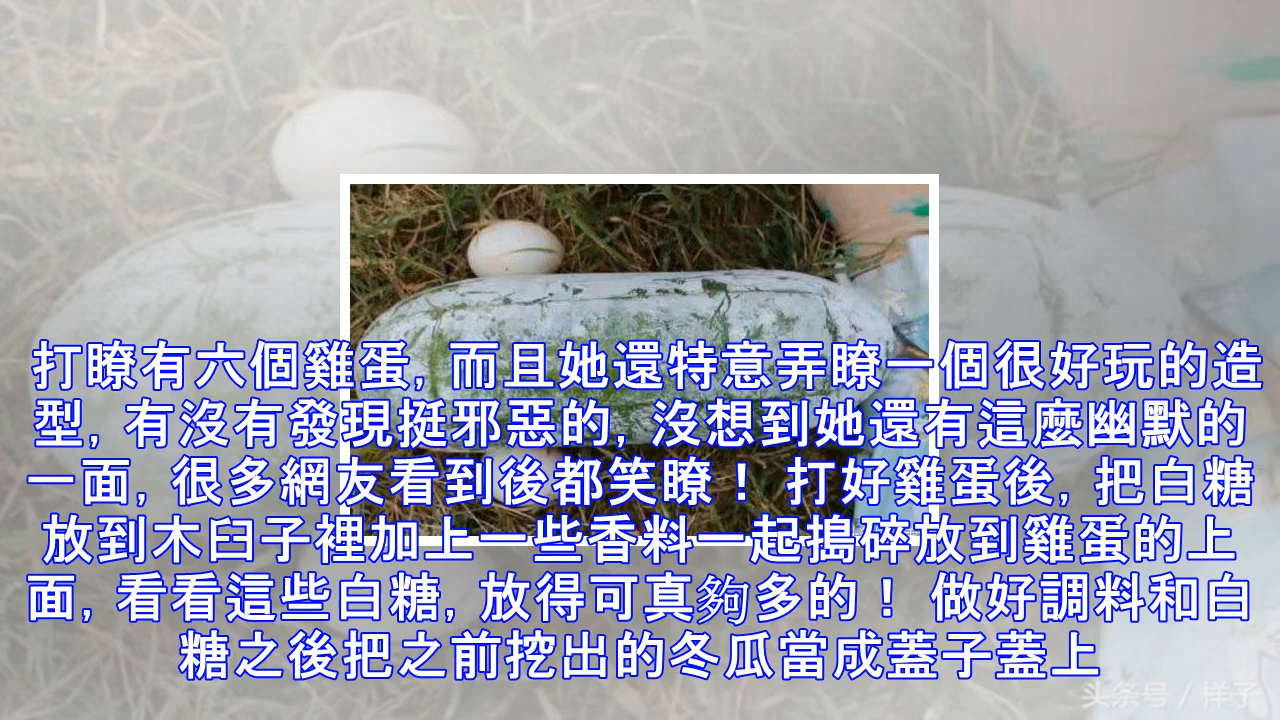 打瞭有六個雞蛋, 而且她還特意弄瞭一個很好玩的造
型, 有沒有發現挺邪惡的, 沒想到她還有這麼幽默的
一面, 很多網友看到後都笑瞭！ 打好雞蛋後, 把白糖
放到木臼子裡加上一些香料一起搗碎放到雞蛋的上
面, 看看這些白糖, 放得可真夠多的！ 做好調料和白
糖之後把之前挖出的冬瓜當成蓋子蓋上
头条号 / 样子